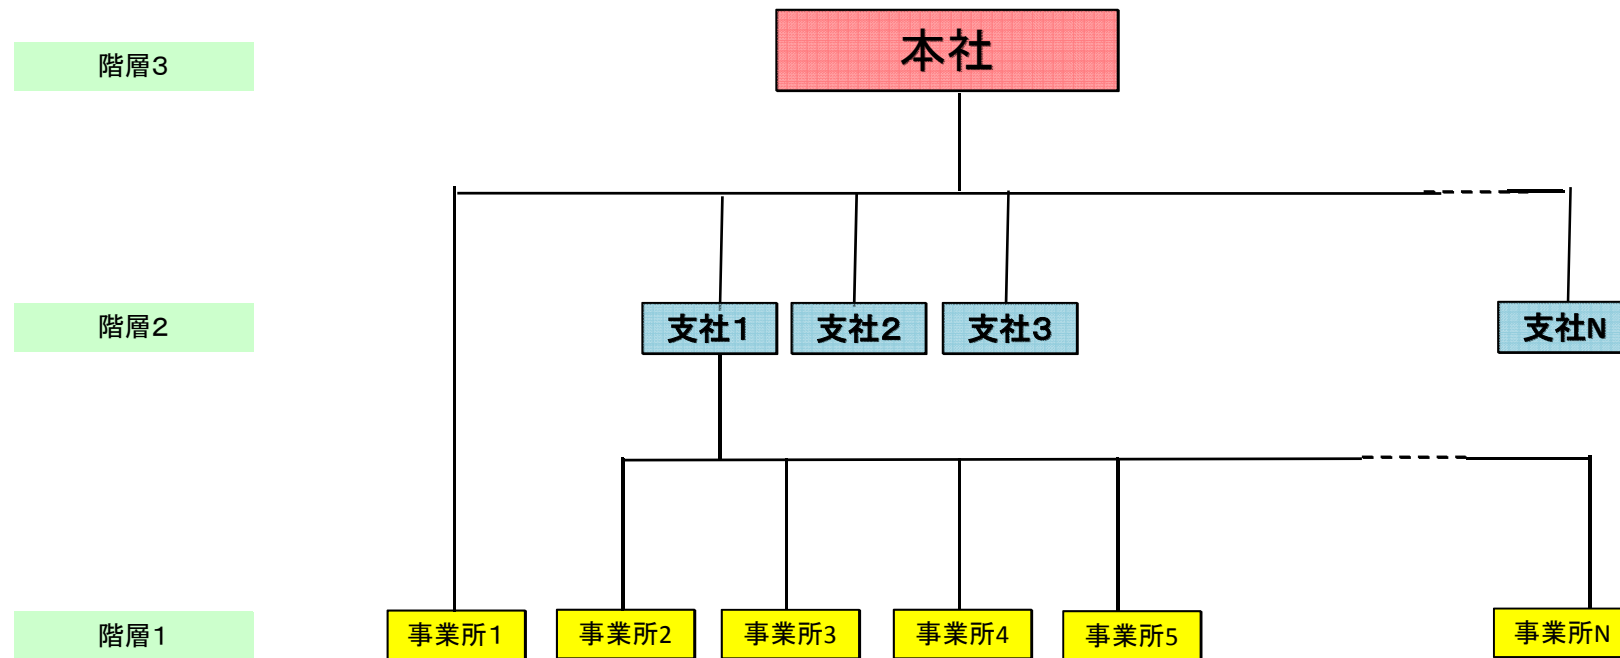 本社
階層3
階層2
支社1
支社2
支社3
支社N
階層1
事業所1
事業所2
事業所3
事業所4
事業所5
事業所N